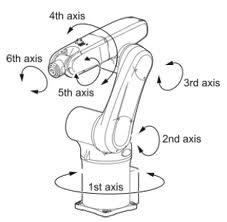 4th axis
6th axis
5th axis
3rd axis
2nd axis
1st axis